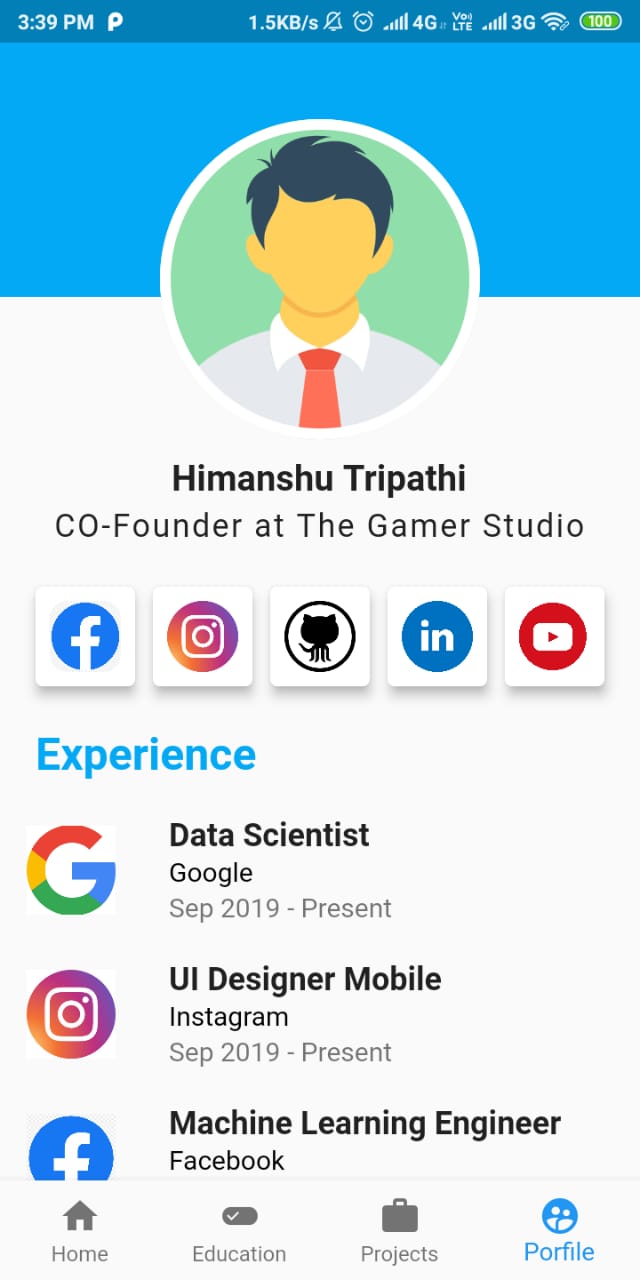 3:39 PM
1.5KB/s 4G Vo) LTE 3G 100
Himanshu Tripathi
CO-Founder at The Gamer Studio
in
Experience
Data Scientist
Google
Sep 2019 - Present
UI Designer Mobile
Instagram
Sep 2019 - Present
Machine Learning Engineer
Facebook
Home Education Projects Porfile